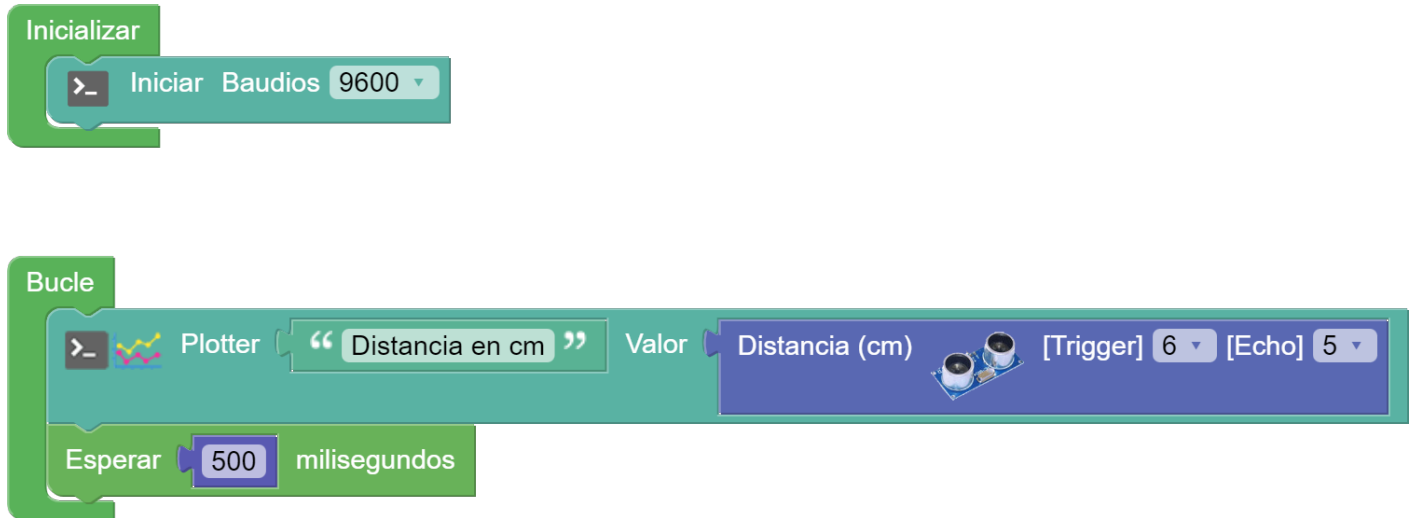 Inicializar
>_ Iniciar Baudios 9600
Bucle
>_ Plotter “ Distancia en cm ” Valor Distancia (cm) [Trigger] 6 [Echo] 5
Esperar 500 milisegundos